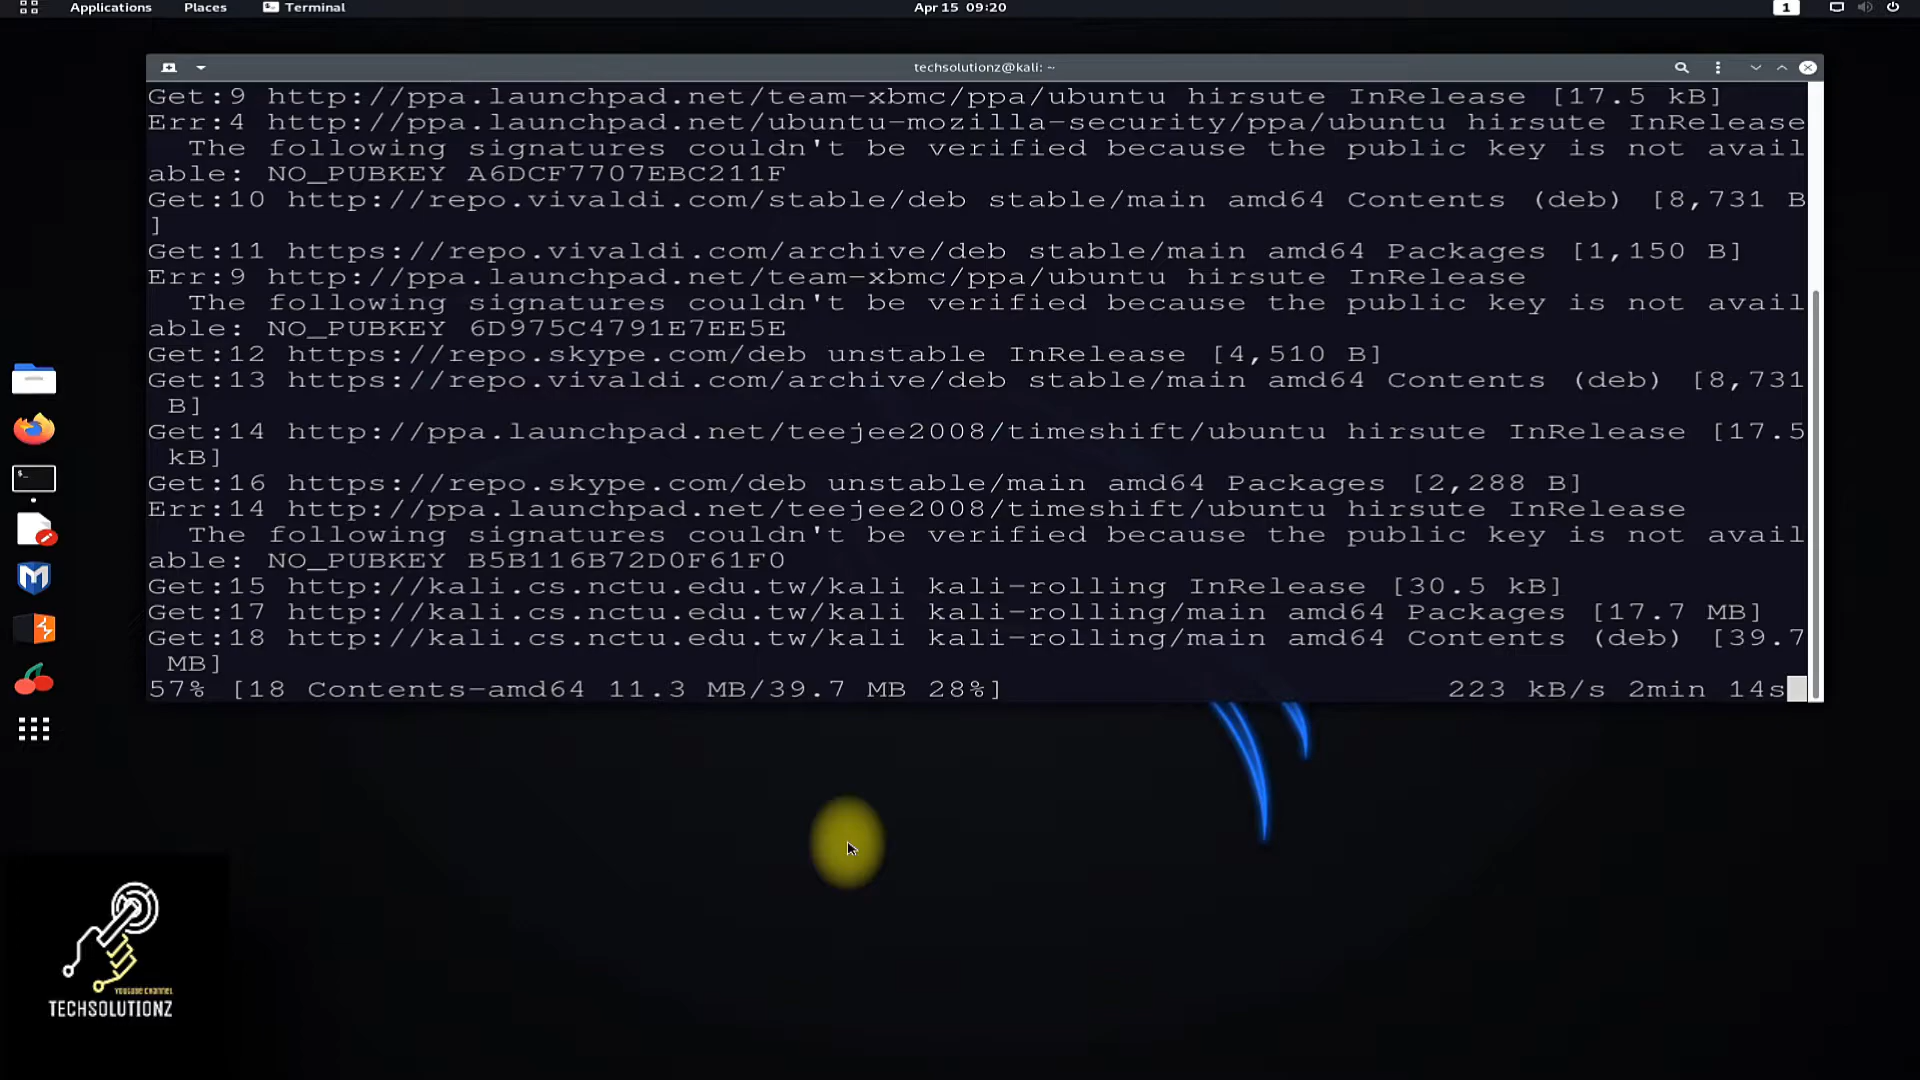 Applications Places Terminal Apr 15 09:20 1
techsolutionz@kali: ~
Get:9 http://ppa.launchpad.net/team-xbmc/ppa/ubuntu hirsute InRelease [17.5 kB]
Err:4 http://ppa.launchpad.net/ubuntu-mozilla-security/ppa/ubuntu hirsute InRelease
The following signatures couldn't be verified because the public key is not avail
able: NO_PUBKEY A6DCF7707EBC211F
Get:10 http://repo.vivaldi.com/stable/deb stable/main amd64 Contents (deb) [8,731 B
]
Get:11 https://repo.vivaldi.com/archive/deb stable/main amd64 Packages [1,150 B]
Err:9 http://ppa.launchpad.net/team-xbmc/ppa/ubuntu hirsute InRelease
The following signatures couldn't be verified because the public key is not avail
able: NO_PUBKEY 6D975C4791E7EE5E
Get:12 https://repo.skype.com/deb unstable InRelease [4,510 B]
Get:13 https://repo.vivaldi.com/archive/deb stable/main amd64 Contents (deb) [8,731
B]
Get:14 http://ppa.launchpad.net/teejee2008/timeshift/ubuntu hirsute InRelease [17.5
kB]
Get:16 https://repo.skype.com/deb unstable/main amd64 Packages [2,288 B]
Err:14 http://ppa.launchpad.net/teejee2008/timeshift/ubuntu hirsute InRelease
The following signatures couldn't be verified because the public key is not avail
able: NO_PUBKEY B5B116B72D0F61F0
Get:15 http://kali.cs.nctu.edu.tw/kali kali-rolling InRelease [30.5 kB]
Get:17 http://kali.cs.nctu.edu.tw/kali kali-rolling/main amd64 Packages [17.7 MB]
Get:18 http://kali.cs.nctu.edu.tw/kali kali-rolling/main amd64 Contents (deb) [39.7
MB]
57% [18 Contents-amd64 11.3 MB/39.7 MB 28%] 223 kB/s 2min 14s
YOUTUBE CHANNEL
TECHSOLUTIONZ